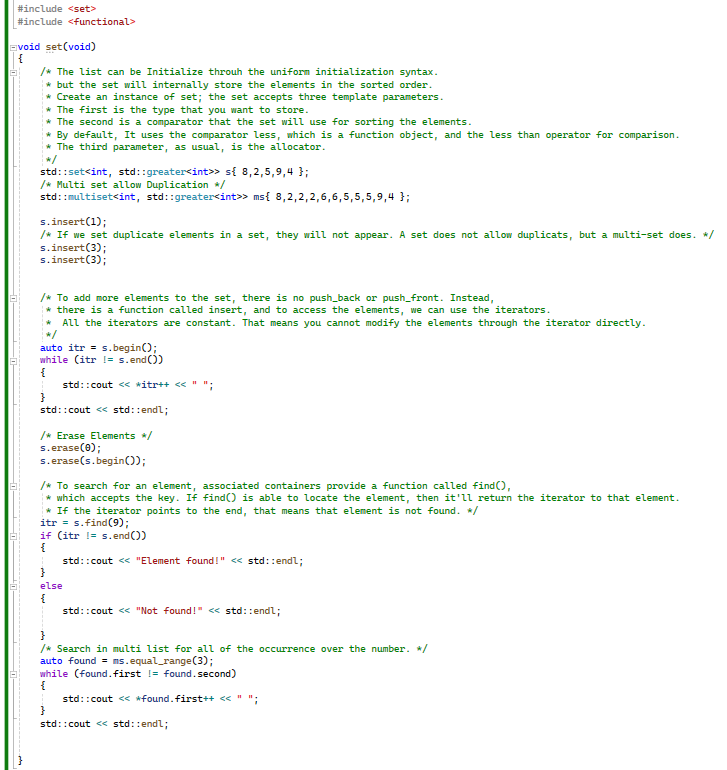 #include <set>
#include <functional>
void set(void)
{
/* The list can be Initialize throuh the uniform initialization syntax.
* but the set will internally store the elements in the sorted order.
* Create an instance of set; the set accepts three template parameters.
* The first is the type that you want to store.
* The second is a comparator that the set will use for sorting the elements.
* By default, It uses the comparator less, which is a function object, and the less than operator for comparison.
* The third parameter, as usual, is the allocator.
*/
std::set<int, std::greater<int>> s{ 8,2,5,9,4 };
/* Multi set allow Duplication */
std::multiset<int, std::greater<int>> ms{ 8,2,2,2,6,6,5,5,5,9,4 };
s.insert(1);
/* If we set duplicate elements in a set, they will not appear. A set does not allow duplicats, but a multi-set does. */
s.insert(3);
s.insert(3);
/* To add more elements to the set, there is no push_back or push_front. Instead,
* there is a function called insert, and to access the elements, we can use the iterators.
*  All the iterators are constant. That means you cannot modify the elements through the iterator directly.
*/
auto itr = s.begin();
while (itr != s.end())
{
std::cout << *itr++ << " ";
}
std::cout << std::endl;
/* Erase Elements */
s.erase(0);
s.erase(s.begin());
/* To search for an element, associated containers provide a function called find(),
* which accepts the key. If find() is able to locate the element, then it'll return the iterator to that element.
* If the iterator points to the end, that means that element is not found. */
itr = s.find(9);
if (itr != s.end())
{
std::cout << "Element found!" << std::endl;
}
else
{
std::cout << "Not found!" << std::endl;
}
/* Search in multi list for all of the occurrence over the number. */
auto found = ms.equal_range(3);
while (found.first != found.second)
{
std::cout << *found.first++ << " ";
}
std::cout << std::endl;
}